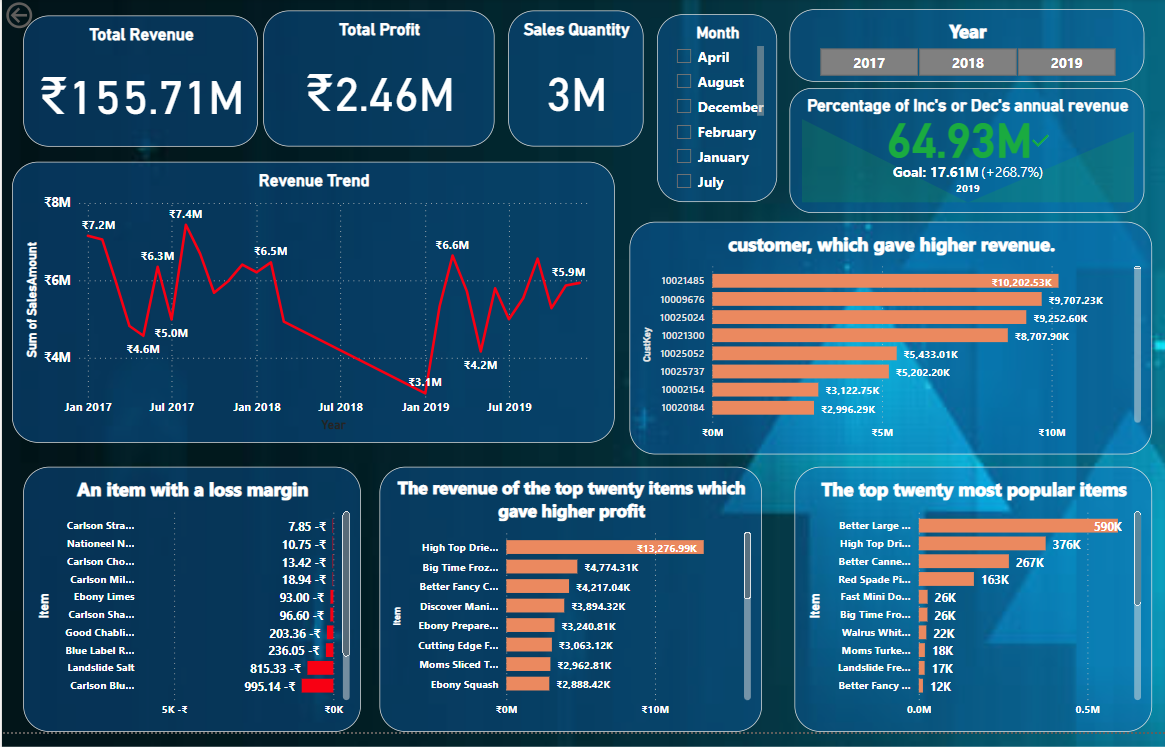 Total Revenue
₹155.71M
Total Profit
₹2.46M
Sales Quantity
3M
Month
April
August
December
February
January
July
Year
2017 2018 2019
Percentage of Inc's or Dec's annual revenue
64.93M
Goal: 17.61M (+268.7%)
2019
Revenue Trend
Sum of SalesAmount
₹8M
₹6M
₹4M
₹7.2M
₹4.6M
₹6.3M
₹5.0M
₹7.4M
₹6.5M
₹3.1M
₹6.6M
₹4.2M
₹5.9M
Jan 2017 Jul 2017 Jan 2018 Jul 2018 Jan 2019 Jul 2019
Year
customer, which gave higher revenue.
CustKey
10021485 ₹10,202.53K
10009676 ₹9,707.23K
10025024 ₹9,252.60K
10021300 ₹8,707.90K
10025052 ₹5,433.01K
10025737 ₹5,202.20K
10002154 ₹3,122.75K
10020184 ₹2,996.29K
₹0M ₹5M ₹10M
An item with a loss margin
Item
Carlson Stra... 7.85 -₹
Nationeel N... 10.75 -₹
Carlson Cho... 13.42 -₹
Carlson Mil... 18.94 -₹
Ebony Limes 93.00 -₹
Carlson Sha... 96.60 -₹
Good Chabli... 203.36 -₹
Blue Label R... 236.05 -₹
Landslide Salt 815.33 -₹
Carlson Blu... 995.14 -₹
5K -₹ ₹0K
The revenue of the top twenty items which
gave higher profit
Item
High Top Drie... ₹13,276.99K
Big Time Froz... ₹4,774.31K
Better Fancy C... ₹4,217.04K
Discover Mani... ₹3,894.32K
Ebony Prepare... ₹3,240.81K
Cutting Edge F... ₹3,063.12K
Moms Sliced T... ₹2,962.81K
Ebony Squash ₹2,888.42K
₹0M ₹10M
The top twenty most popular items
Item
Better Large ... 590K
High Top Dri... 376K
Better Canne... 267K
Red Spade Pi... 163K
Fast Mini Do... 26K
Big Time Fro... 26K
Walrus Whit... 22K
Moms Turke... 18K
Landslide Fre... 17K
Better Fancy ... 12K
0.0M 0.5M